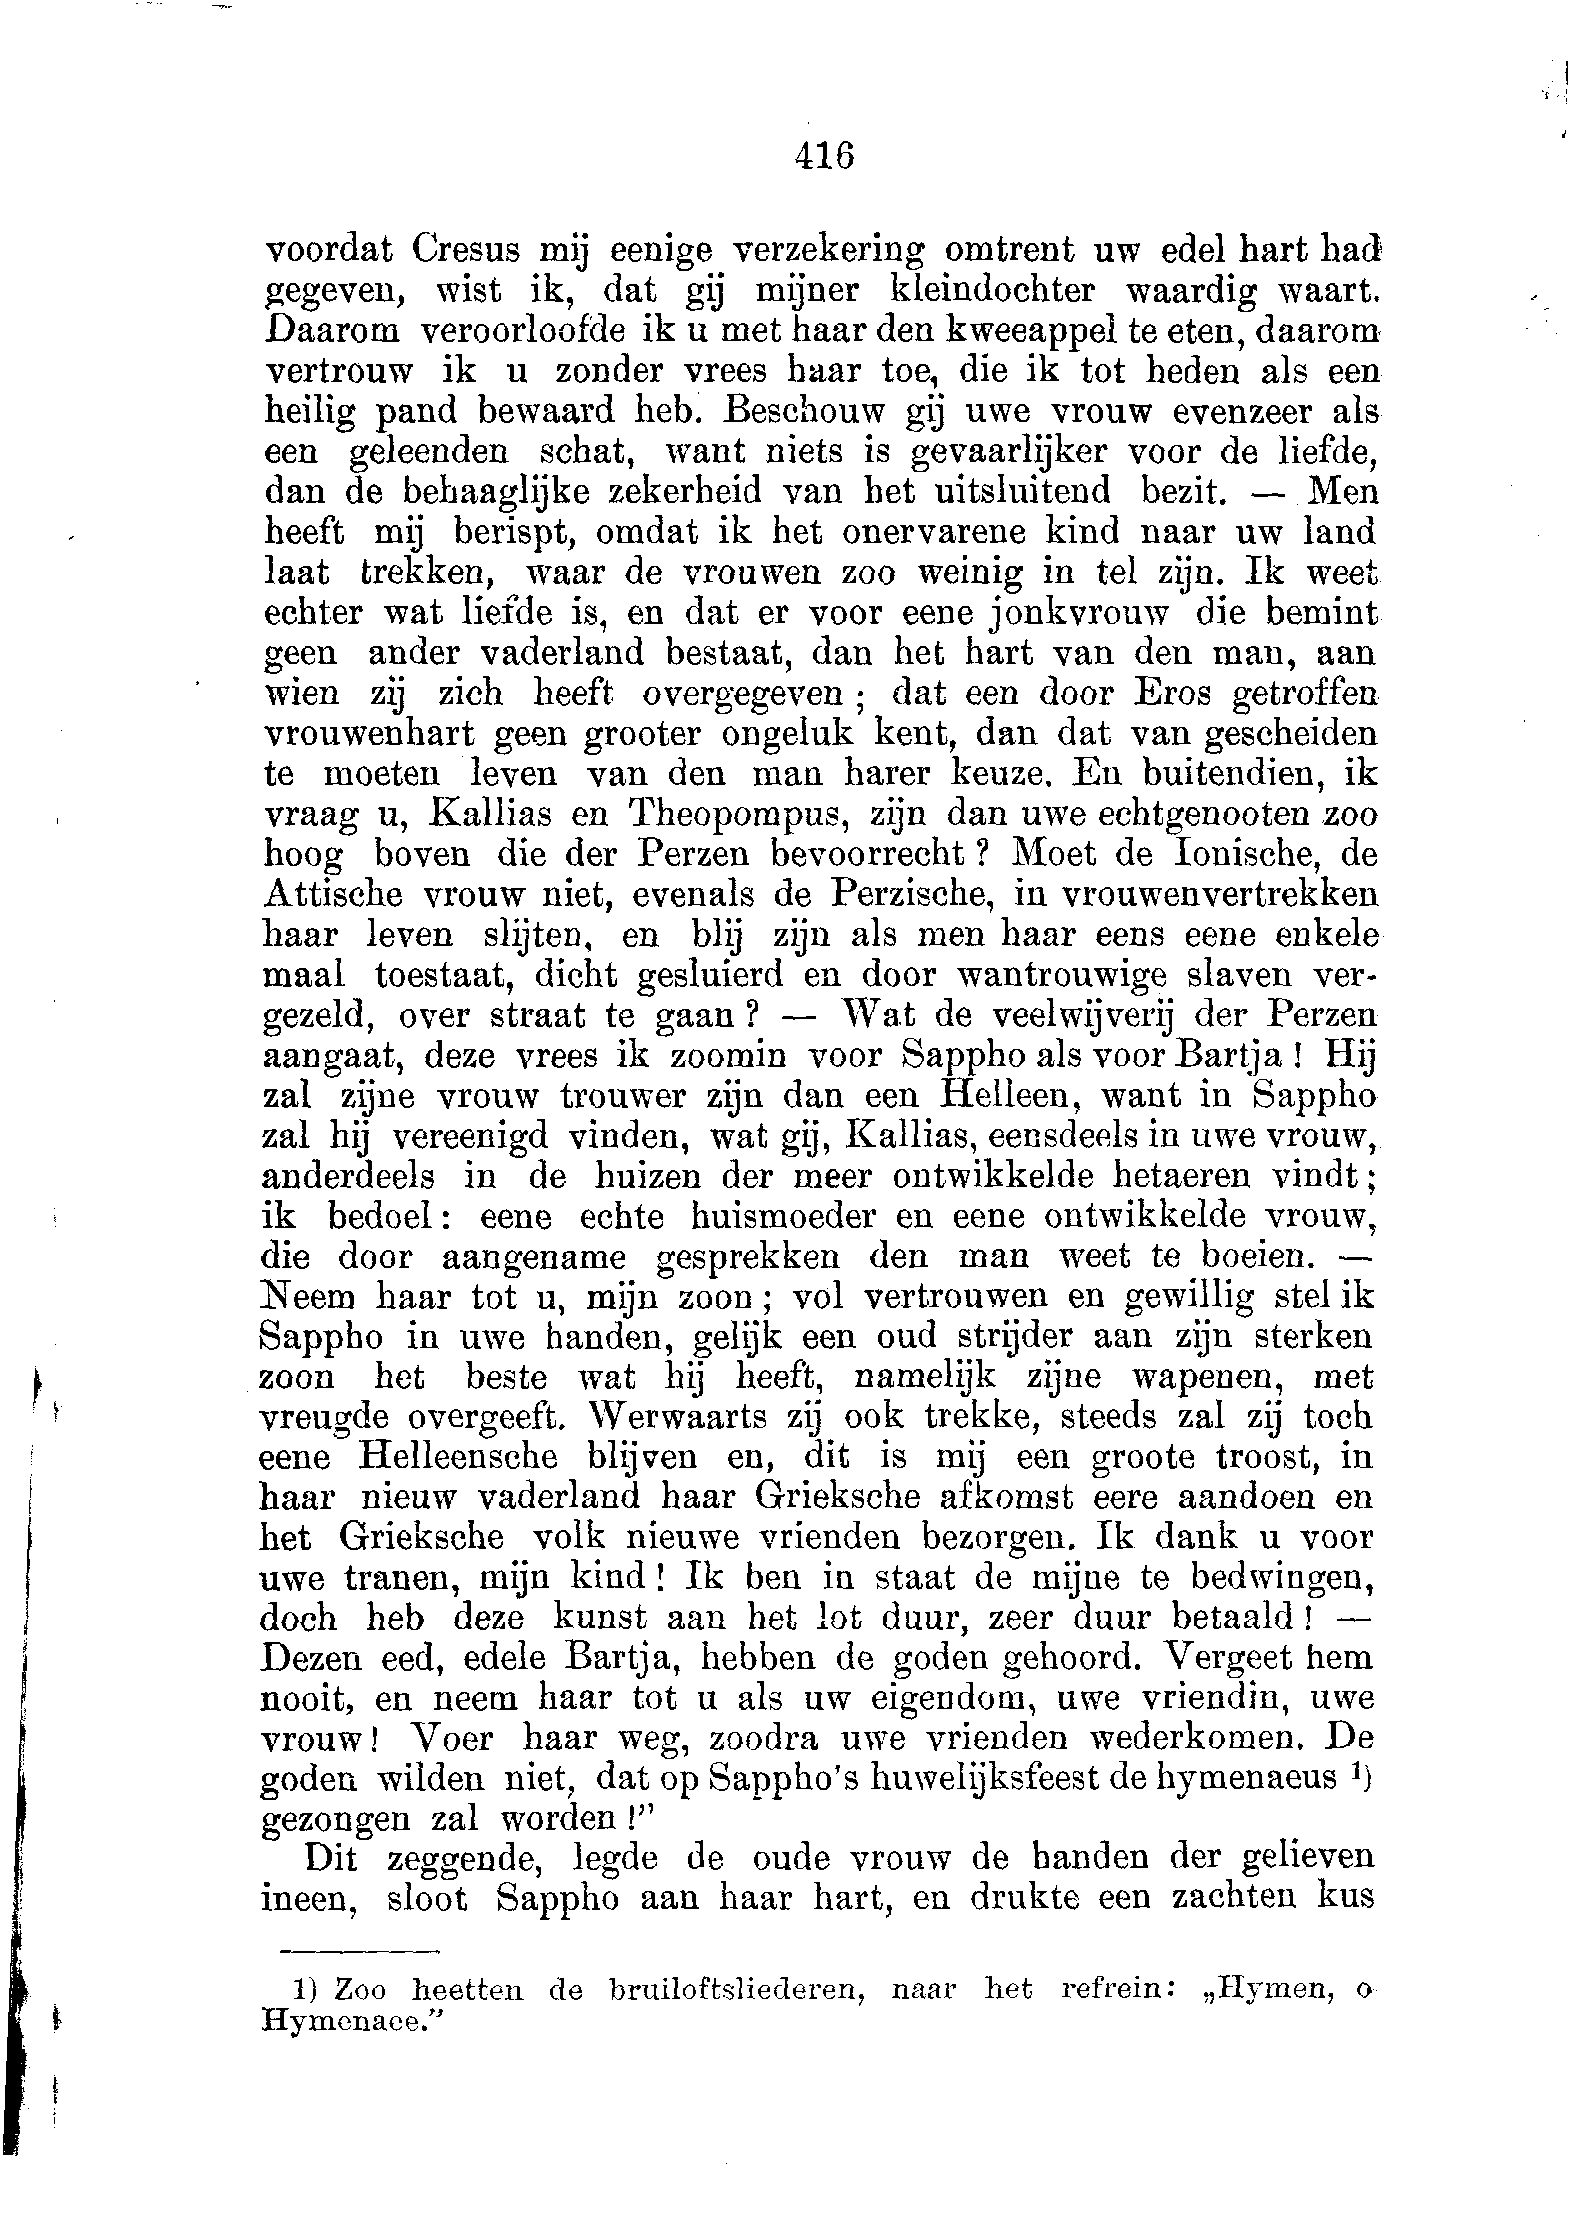 416
voordat Cresus mij eenige verzekering omtrent uw edel hart had
gegeven, wist ik, dat gij mijner kleindochter waardig waart.
Daarom veroorloofde ik u met haar den kweeappel te eten, daarom
vertrouw ik u zonder vrees haar toe, die ik tot heden als een
heilig pand bewaard heb. Beschouw gij uwe vrouw evenzeer als
een geleenden schat, want niets is gevaarlijker voor de liefde,
dan de behaaglijke zekerheid van het uitsluitend bezit. — Men
heeft mij berispt, omdat ik het onervarene kind naar uw land
laat trekken, waar de vrouwen zoo weinig in tel zijn. Ik weet
echter wat liefde is, en dat er voor eene jonkvrouw die bemint
geen ander vaderland bestaat, dan het hart van den man, aan
wien zij zich heeft overgegeven ; dat een door Eros getroffen
vrouwenhart geen grooter ongeluk kent, dan dat van gescheiden
te moeten leven van den man harer keuze. En buitendien, ik
vraag u, Kallias en Theopompus, zijn dan uwe echtgenooten zoo
hoog boven die der Perzen bevoorrecht ? Moet de Ionische, de
Attische vrouw niet, evenals de Perzische, in vrouwenvertrekken
haar leven slijten, en blij zijn als men haar eens eene enkele
maal toestaat, dicht gesluierd en door wantrouwige slaven ver-
gezeld, over straat te gaan ? — Wat de veelwijverij der Perzen
aangaat, deze vrees ik zoomin voor Sappho als voor Bartja ! Hij
zal zijne vrouw trouwer zijn dan een Helleen, want in Sappho
zal hij vereenigd vinden, wat gij, Kallias, eensdeels in uwe vrouw,
anderdeels in de huizen der meer ontwikkelde hetaeren vindt ;
ik bedoel : eene echte huismoeder en eene ontwikkelde vrouw,
die door aangename gesprekken den man weet te boeien. —
Neem haar tot u, mijn zoon ; vol vertrouwen en gewillig stel ik
Sappho in uwe handen, gelijk een oud strijder aan zijn sterken
zoon het beste wat hij heeft, namelijk zijne wapenen, met
vreugde overgeeft. Werwaarts zij ook trekke, steeds zal zij toch
eene Helleensche blijven en, dit is mij een groote troost, in
haar nieuw vaderland haar Grieksche afkomst eere aandoen en
het Grieksche volk nieuwe vrienden bezorgen. Ik dank u voor
uwe tranen, mijn kind ! Ik ben in staat de mijne te bedwingen,
doch heb deze kunst aan het lot duur, zeer duur betaald ! —
Dezen eed, edele Bartja, hebben de goden gehoord. Vergeet hem
nooit, en neem haar tot u als uw eigendom, uwe vriendin, uwe
vrouw ! Voer haar weg, zoodra uwe vrienden wederkomen. De
goden wilden niet, dat op Sappho's huwelijksfeest de hymenaeus ¹)
gezongen zal worden !”
Dit zeggende, legde de oude vrouw de handen der gelieven
ineen, sloot Sappho aan haar hart, en drukte een zachten kus
1) Zoo heetten de bruiloftsliederen, naar het refrein: „Hymen, o
Hymenaee.”